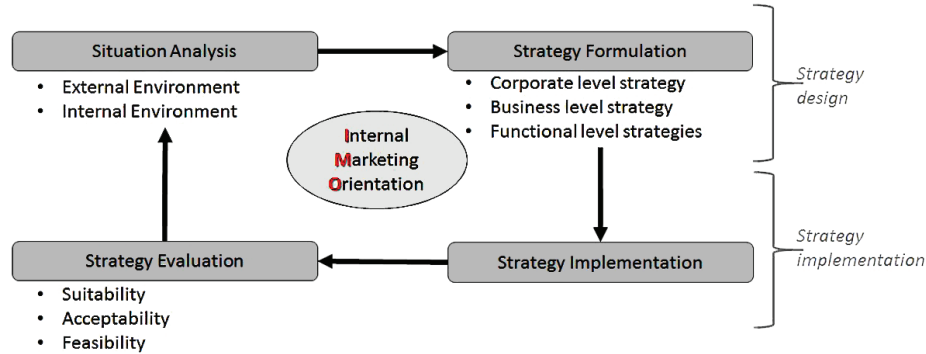 Situation Analysis
• External Environment
• Internal Environment
Strategy Formulation
• Corporate level strategy
• Business level strategy
• Functional level strategies
Strategy
design
Internal
Marketing
Orientation
Strategy Evaluation
• Suitability
• Acceptability
• Feasibility
Strategy Implementation
Strategy
implementation